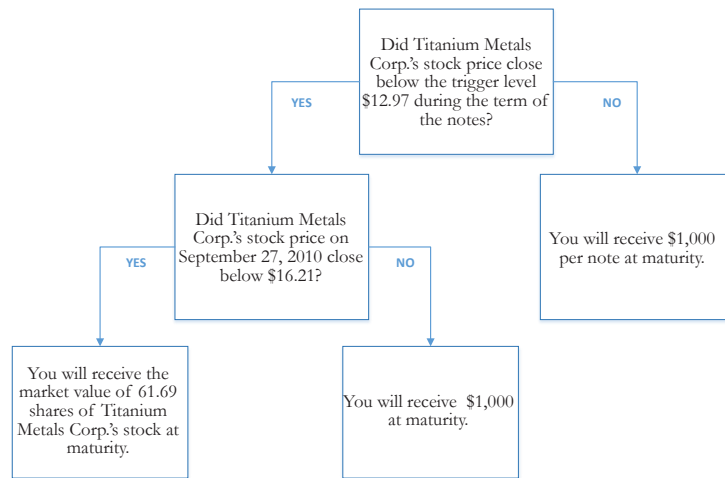 Did Titanium Metals
Corp.'s stock price close
below the trigger level
$12.97 during the term of
the notes?
YES
NO
Did Titanium Metals
Corp.'s stock price on
September 27, 2010 close
below $16.21?
You will receive $1,000
per note at maturity.
YES
NO
You will receive the
market value of 61.69
shares of Titanium
Metals Corp.'s stock at
maturity.
You will receive $1,000
at maturity.